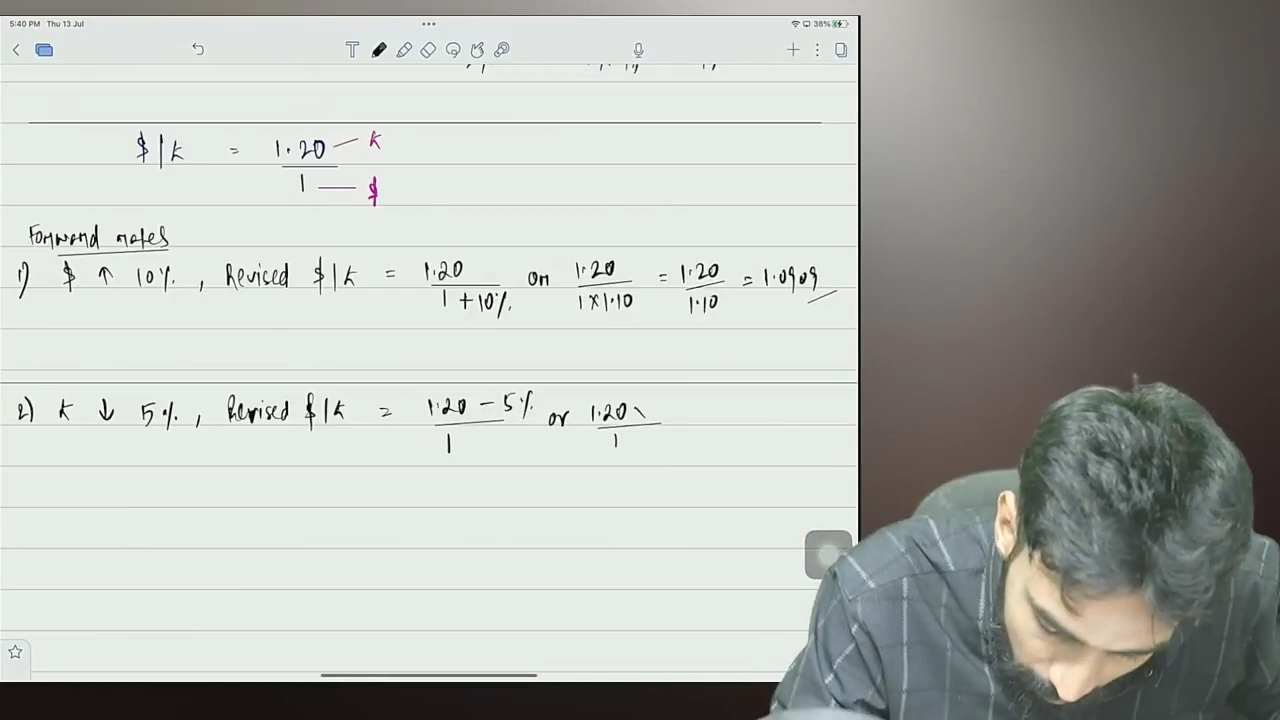 5:40 PM Thu 13 Jul
38%
T
$|K = 1.20 — K
1 — $
Forward rates
1) $ ↑ 10%, Revised $|K = 1.20 / 1 + 10% or 1.20 / 1 x 1.10 = 1.20 / 1.10 = 1.0909
2) K ↓ 5%, Revised $|K = 1.20 - 5% / 1 or 1.20 / 1